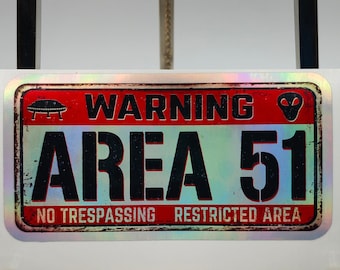 WARNING
AREA 51
NO TRESPASSING RESTRICTED AREA